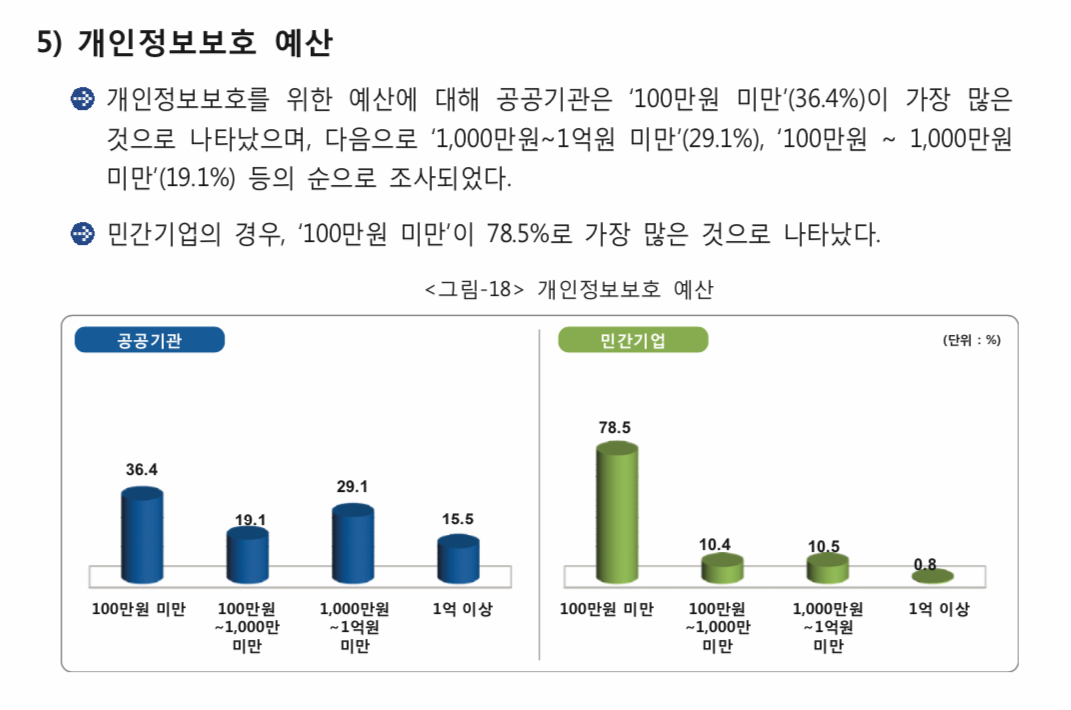 5) 개인정보보호 예산
개인정보보호를 위한 예산에 대해 공공기관은 ‘100만원 미만’(36.4%)이 가장 많은
것으로 나타났으며, 다음으로 ‘1,000만원~1억원 미만’(29.1%), ‘100만원 ~ 1,000만원
미만’(19.1%) 등의 순으로 조사되었다.
민간기업의 경우, ‘100만원 미만’이 78.5%로 가장 많은 것으로 나타났다.
<그림-18> 개인정보보호 예산
공공기관
36.4
19.1
29.1
15.5
100만원 미만
100만원
~1,000만
미만
1,000만원
~1억원
미만
1억 이상
민간기업
(단위 : %)
78.5
10.4
10.5
0.8
100만원 미만
100만원
~1,000만
미만
1,000만원
~1억원
미만
1억 이상